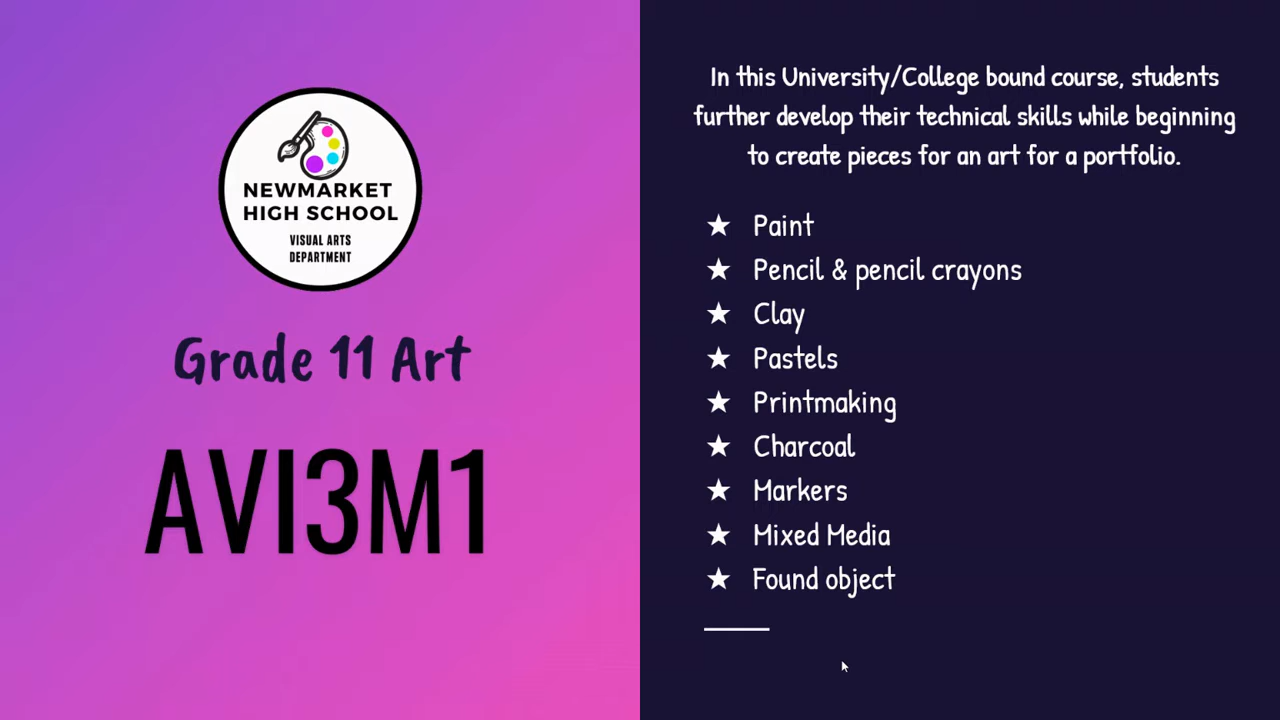 NEWMARKET
HIGH SCHOOL
VISUAL ARTS
DEPARTMENT
Grade 11 Art
AVI3M1
In this University/College bound course, students
further develop their technical skills while beginning
to create pieces for an art for a portfolio.
★ Paint
★ Pencil & pencil crayons
★ Clay
★ Pastels
★ Printmaking
★ Charcoal
★ Markers
★ Mixed Media
★ Found object